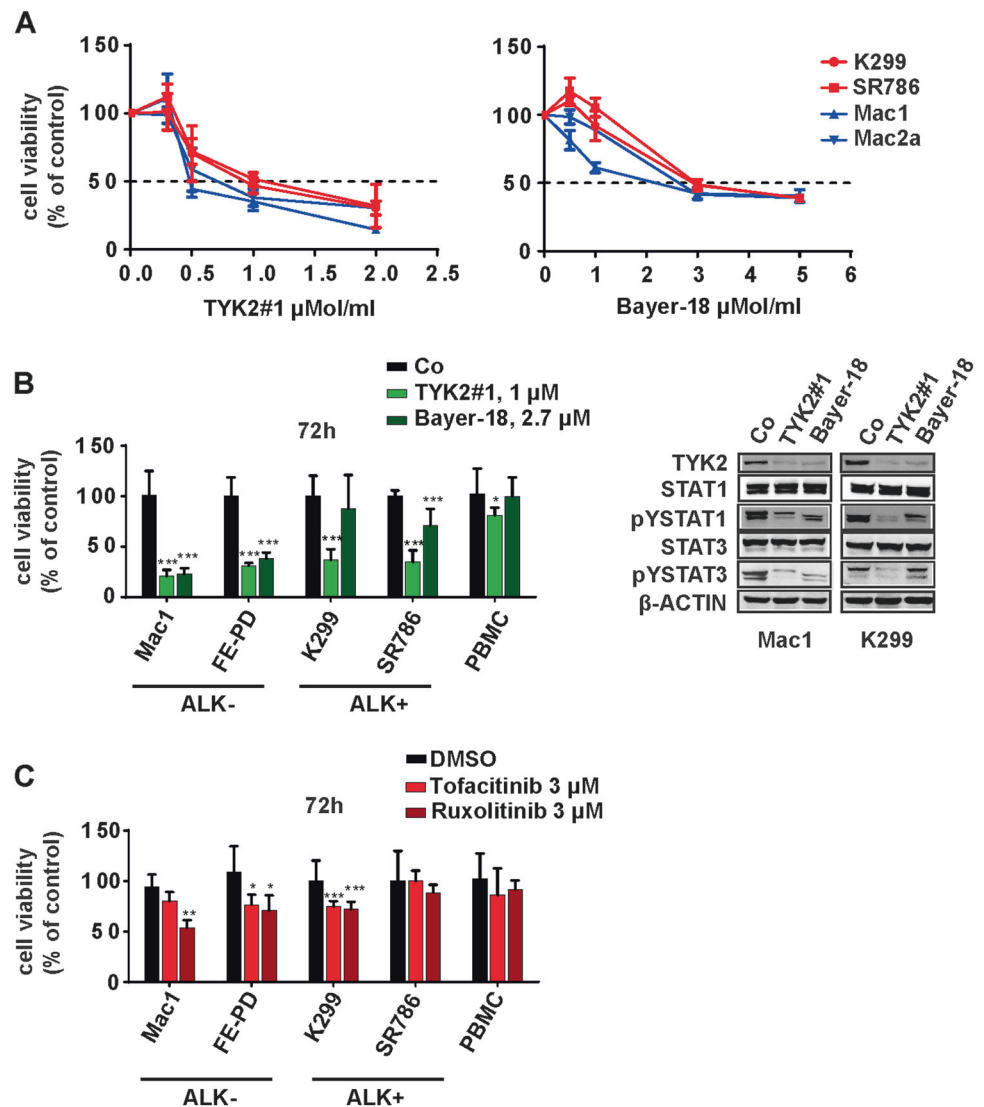 A
150
100
50
0
cell viability
(% of control)
0.0 0.5 1.0 1.5 2.0 2.5
TYK2#1 µMol/ml
150
100
50
0
0 1 2 3 4 5 6
Bayer-18 µMol/ml
K299
SR786
Mac1
Mac2a
B
Co
TYK2#1, 1 µM
Bayer-18, 2.7 µM
72h
150
100
50
0
cell viability
(% of control)
*** ***
*** ***
***
*** ***
*
Mac1 FE-PD K299 SR786 PBMC
ALK- ALK+
Co TYK2#1 Bayer-18 Co TYK2#1 Bayer-18
TYK2
STAT1
pYSTAT1
STAT3
pYSTAT3
β-ACTIN
Mac1 K299
C
DMSO
Tofacitinib 3 µM
Ruxolitinib 3 µM
72h
150
100
50
0
cell viability
(% of control)
**
* *
*** ***
Mac1 FE-PD K299 SR786 PBMC
ALK- ALK+